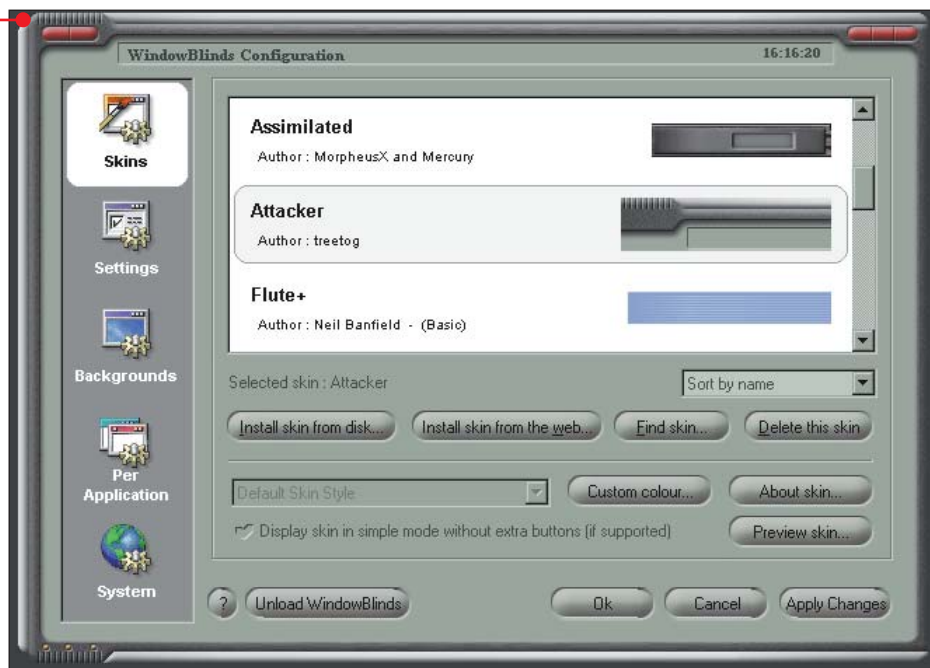 WindowBlinds Configuration
16:16:20
Skins
Settings
Backgrounds
Per
Application
System
Assimilated
Author : MorpheusX and Mercury
Attacker
Author : treetog
Flute+
Author : Neil Banfield - (Basic)
Selected skin : Attacker
Sort by name
Install skin from disk...
Install skin from the web...
Find skin...
Delete this skin
Default Skin Style
Custom colour...
About skin...
Display skin in simple mode without extra buttons (if supported)
Preview skin...
?
Unload WindowBlinds
Ok
Cancel
Apply Changes